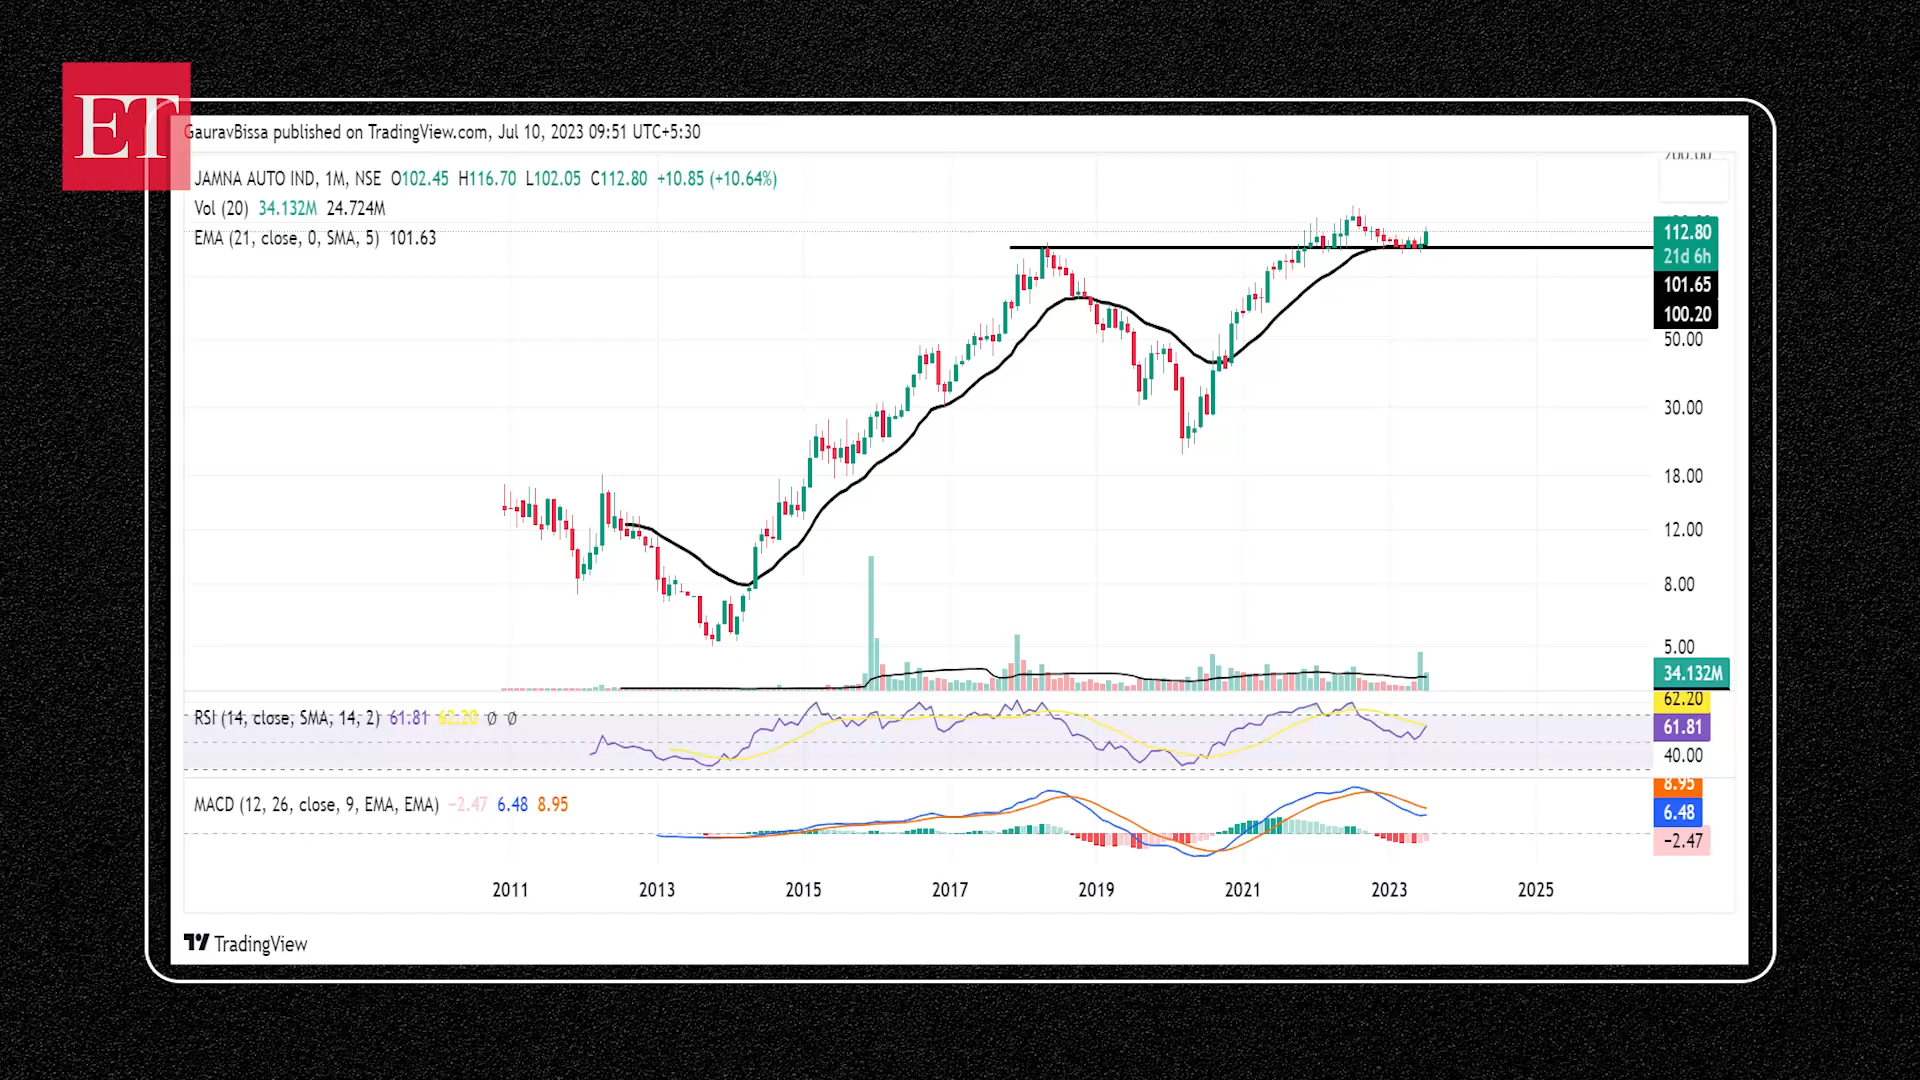 ET
GauravBissa published on TradingView.com, Jul 10, 2023 09:51 UTC+5:30
JAMNA AUTO IND, 1M, NSE O102.45 H116.70 L102.05 C112.80 +10.85 (+10.64%)
Vol (20) 34.132M 24.724M
EMA (21, close, 0, SMA, 5) 101.63
200.00
112.80
21d 6h
101.65
100.20
50.00
30.00
18.00
12.00
8.00
5.00
34.132M
RSI (14, close, SMA, 14, 2) 61.81 62.20 Ø Ø
62.20
61.81
40.00
MACD (12, 26, close, 9, EMA, EMA) −2.47 6.48 8.95
8.95
6.48
−2.47
2011 2013 2015 2017 2019 2021 2023 2025
TradingView